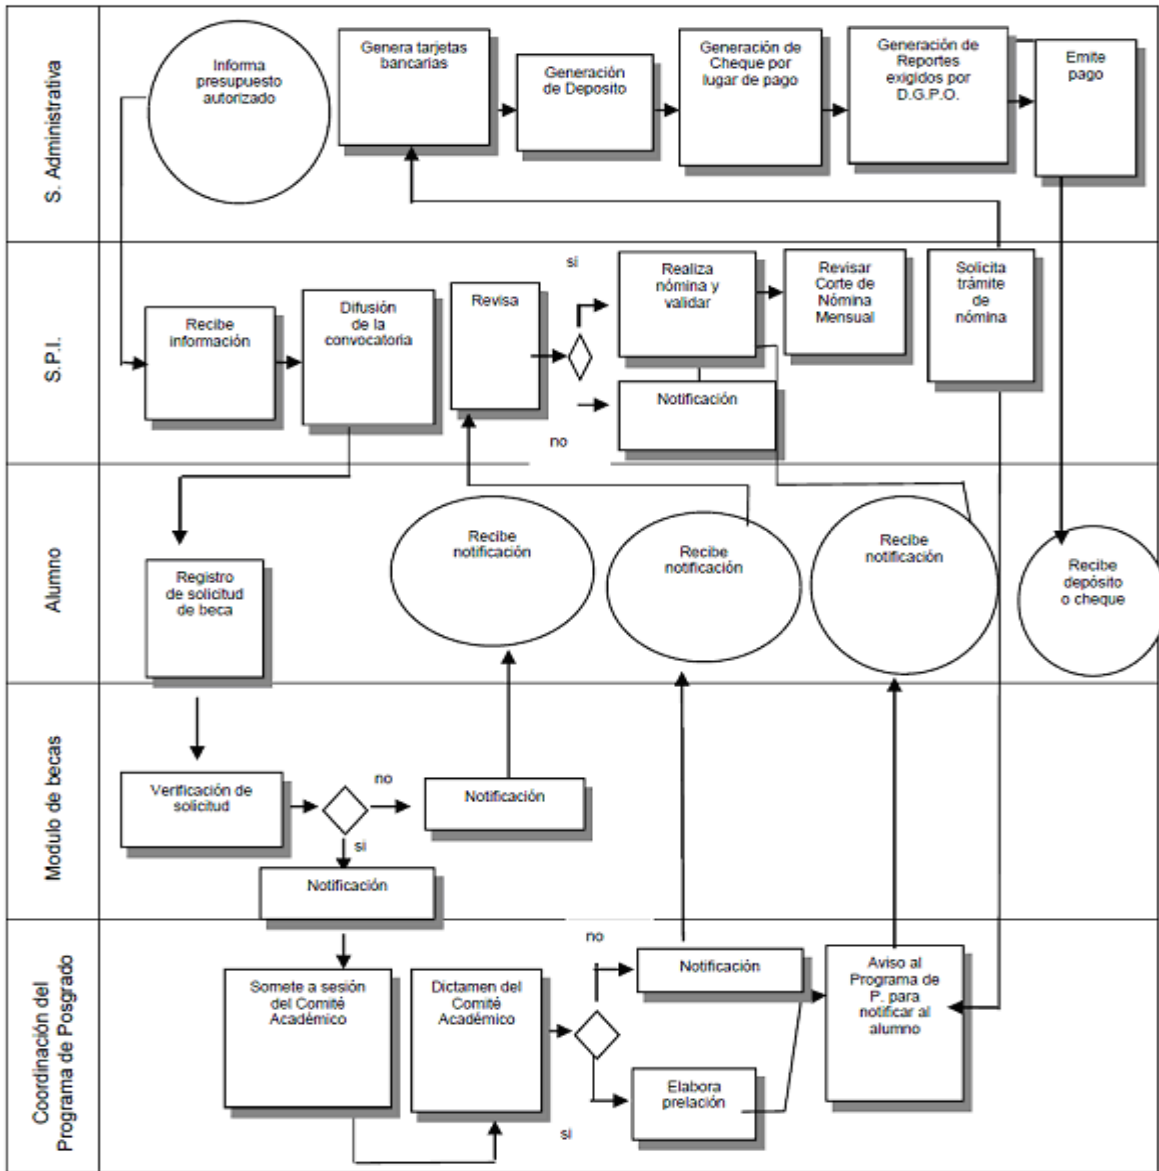 S. Administrativa
Informa
presupuesto
autorizado
Genera tarjetas
bancarias
Generación
de Deposito
Generación de
Cheque por
lugar de pago
Generación de
Reportes
exigidos por
D.G.P.O.
Emite
pago
S.P.I.
Recibe
información
Difusión
de la
convocatoria
Revisa
si
no
Realiza
nómina y
validar
Notificación
Revisar
Corte de
Nómina
Mensual
Solicita
trámite
de
nómina
Alumno
Registro
de solicitud
de beca
Recibe
notificación
Recibe
notificación
Recibe
notificación
Recibe
depósito
o cheque
Modulo de becas
Verificación de
solicitud
no
si
Notificación
Notificación
Coordinación del
Programa de Posgrado
Somete a sesión
del Comité
Académico
Dictamen del
Comité
Académico
no
si
Notificación
Elabora
prelación
Aviso al
Programa de
P. para
notificar al
alumno